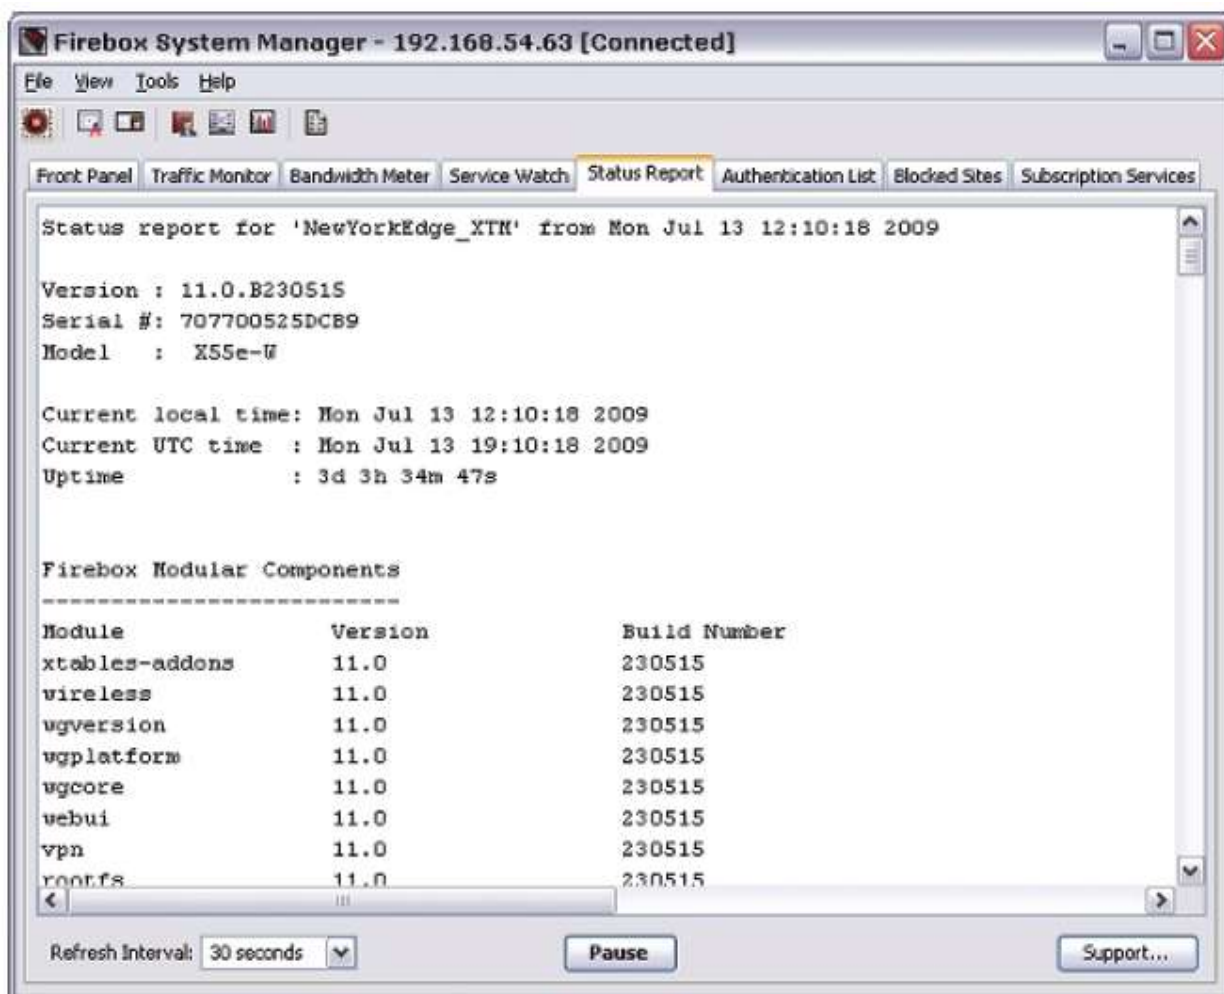 Firebox System Manager - 192.168.54.63 [Connected]
File View Tools Help
Front Panel Traffic Monitor Bandwidth Meter Service Watch Status Report Authentication List Blocked Sites Subscription Services
Status report for 'NewYorkEdge_XTM' from Mon Jul 13 12:10:18 2009
Version : 11.0.B230515
Serial #: 707700525DCB9
Model : X55e-W
Current local time: Mon Jul 13 12:10:18 2009
Current UTC time : Mon Jul 13 19:10:18 2009
Uptime : 3d 3h 34m 47s
Firebox Modular Components
--------------------------
Module Version Build Number
xtables-addons 11.0 230515
wireless 11.0 230515
wgversion 11.0 230515
wgplatform 11.0 230515
wgcore 11.0 230515
webui 11.0 230515
vpn 11.0 230515
rootfs 11.0 230515
Refresh Interval: 30 seconds Pause Support...